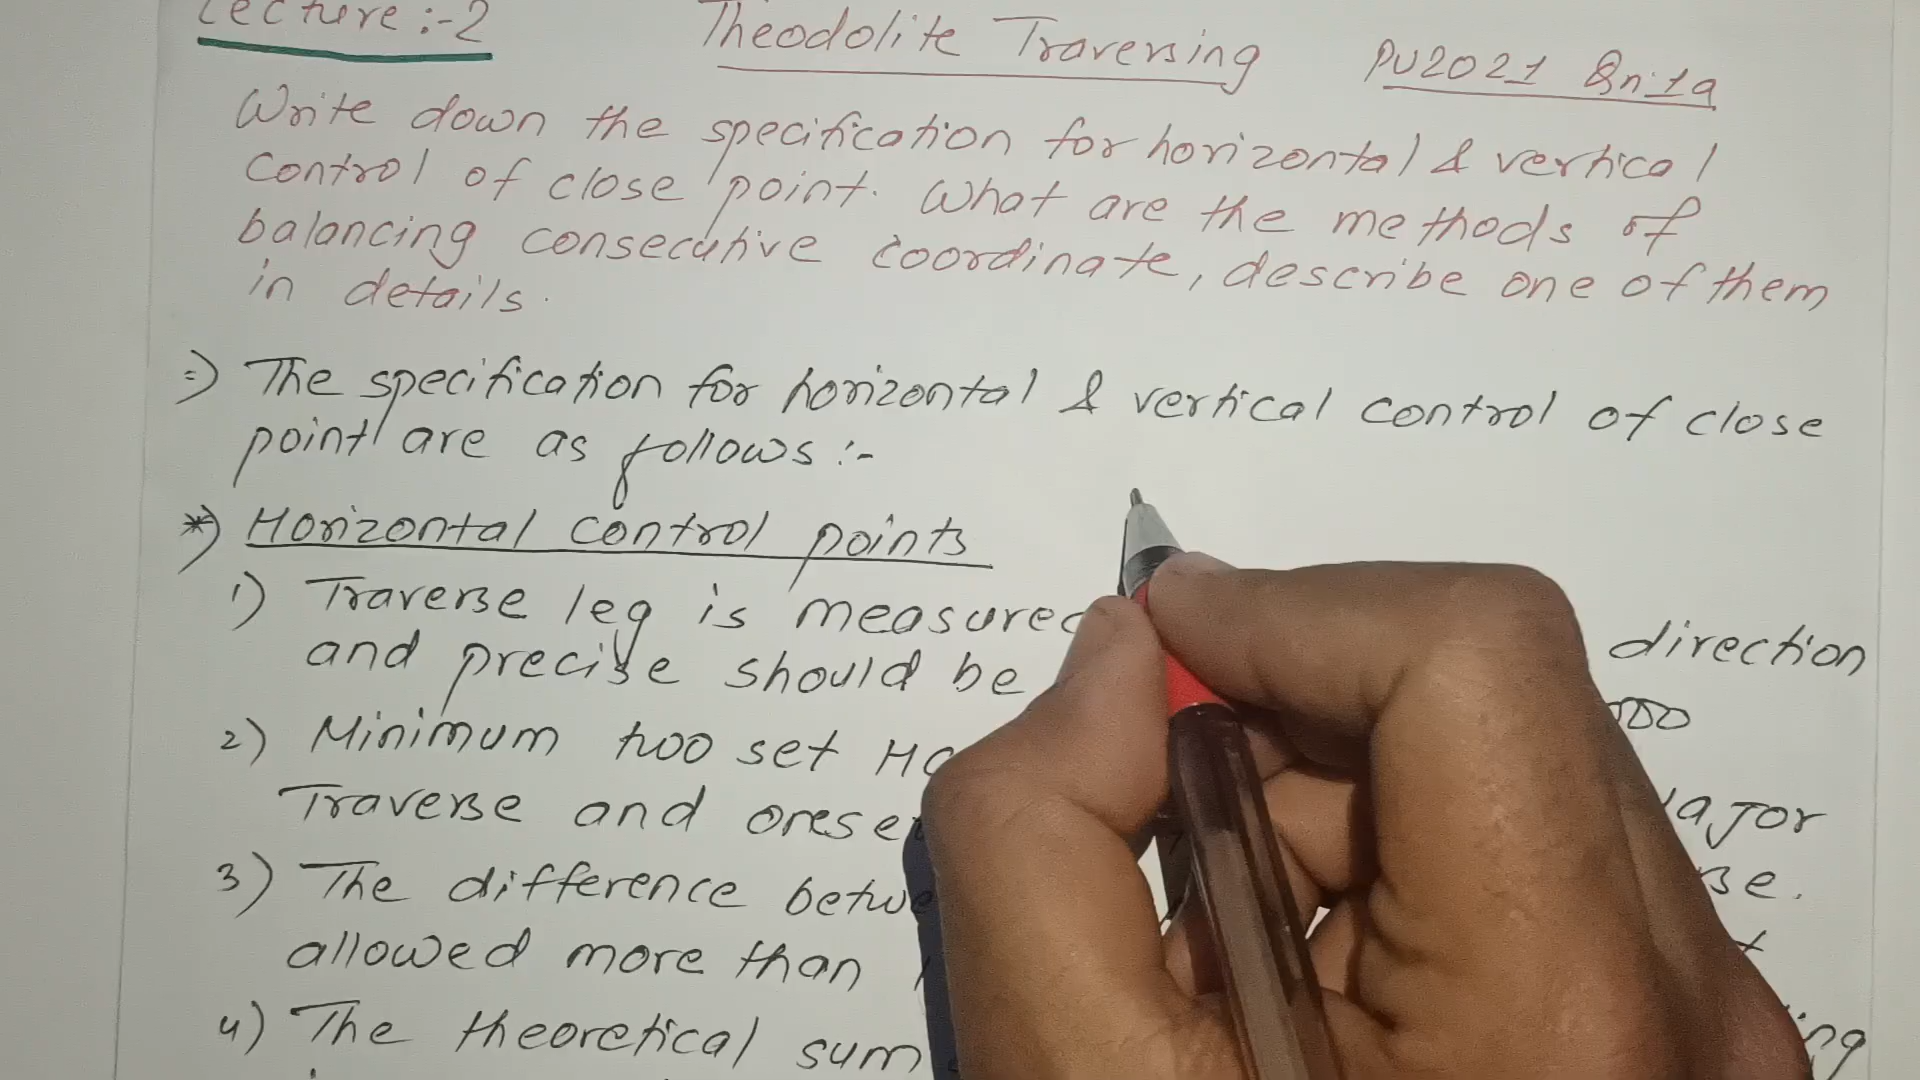 Lecture:-2
Theodolite Traversing
PU2021 Qn:1a
Write down the specification for horizontal & vertical
control of close point. What are the methods of
balancing consecutive coordinate, describe one of them
in details.
=) The specification for horizontal & vertical control of close
point are as follows :-
*) Horizontal control points
1) Traverse leg is measured direction
and precise should be
2) Minimum two set
Traverse and
3) The difference
allowed more than
4) The theoretical sum